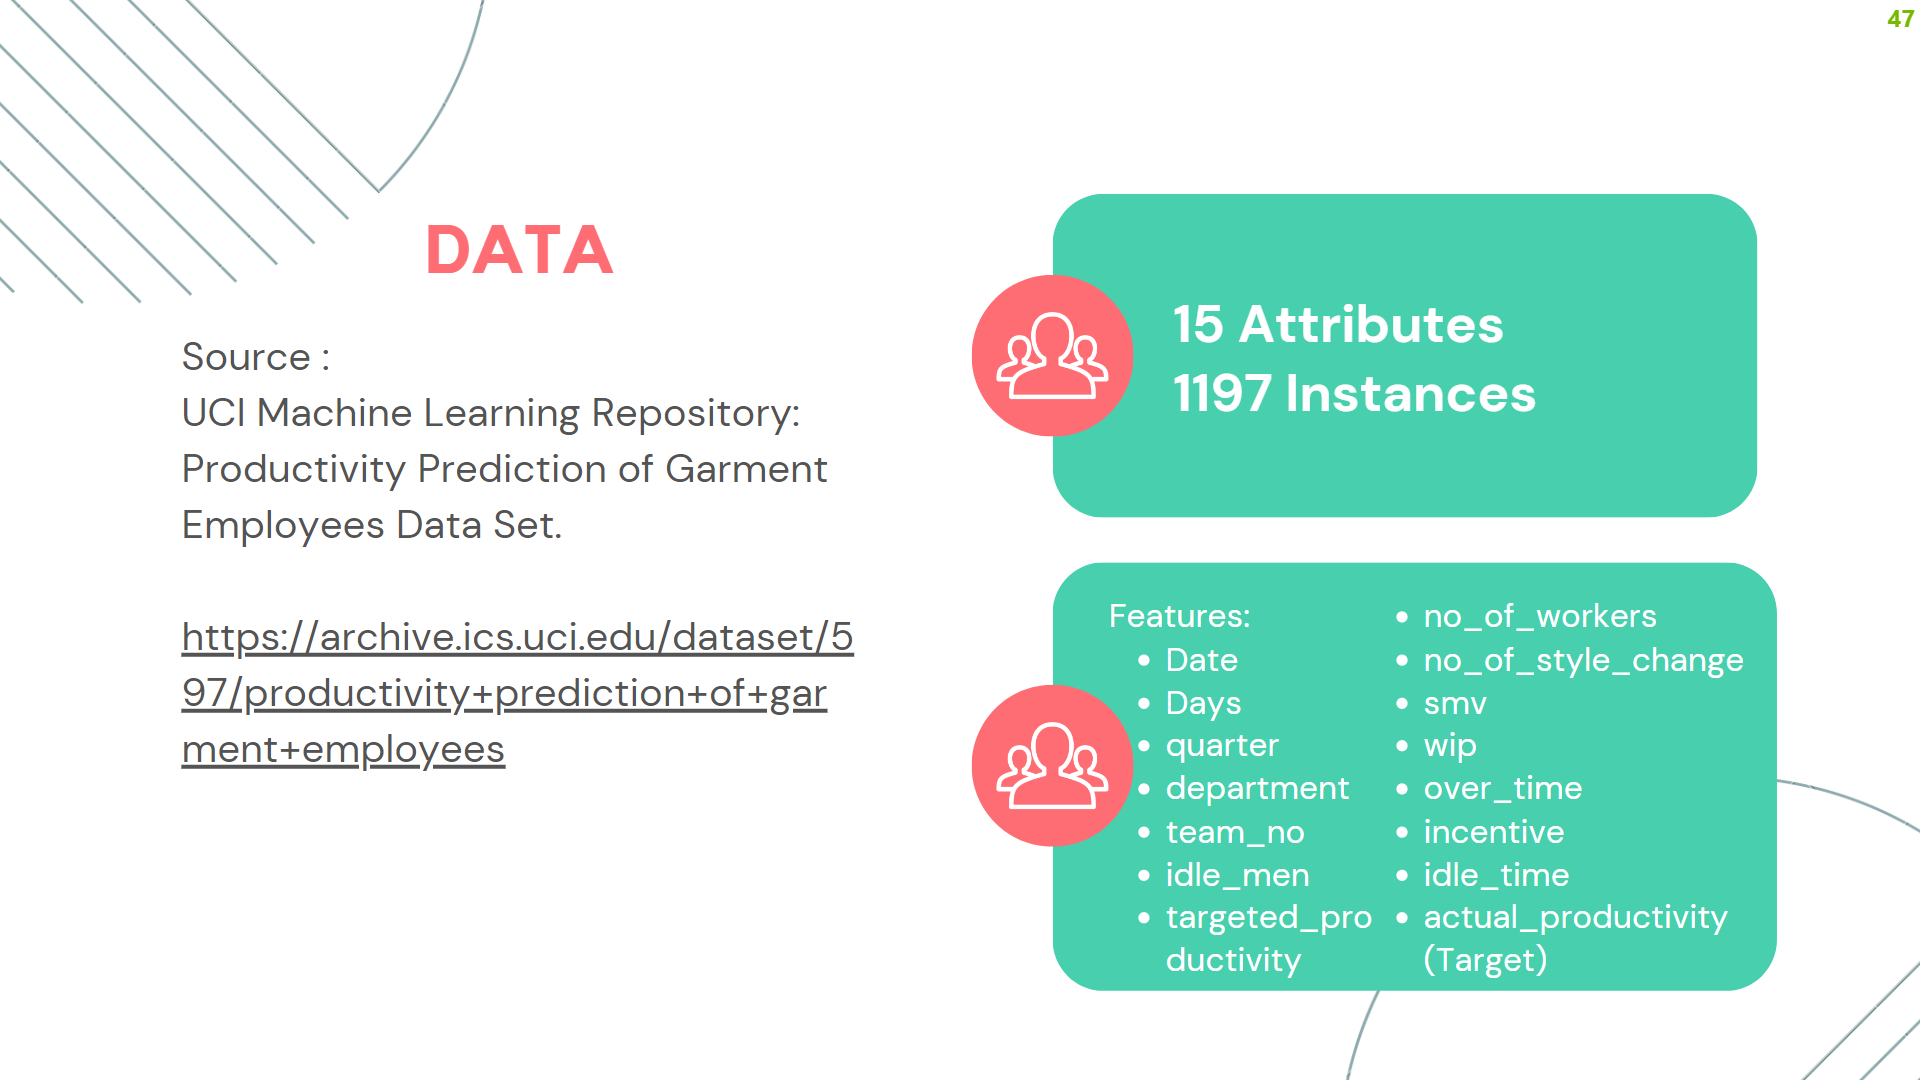 47
DATA
Source :
UCI Machine Learning Repository:
Productivity Prediction of Garment
Employees Data Set.
https://archive.ics.uci.edu/dataset/5
97/productivity+prediction+of+gar
ment+employees
15 Attributes
1197 Instances
Features:
• Date
• Days
• quarter
• department
• team_no
• idle_men
• targeted_pro
ductivity
• no_of_workers
• no_of_style_change
• smv
• wip
• over_time
• incentive
• idle_time
• actual_productivity
(Target)